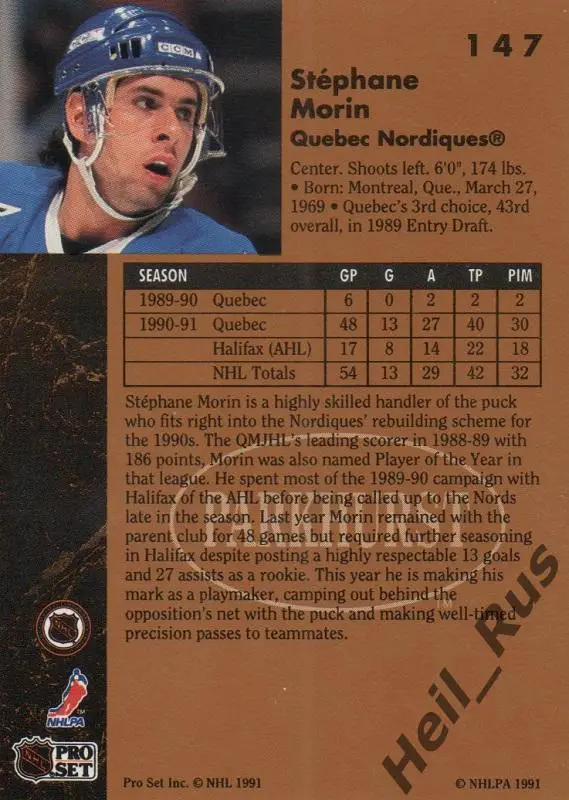 147
Stéphane
Morin
Quebec Nordiques®
Center. Shoots left. 6'0", 174 lbs.
• Born: Montreal, Que., March 27,
1969 • Quebec's 3rd choice, 43rd
overall, in 1989 Entry Draft.
CCM
SEASON GP G A TP PIM
1989-90 Quebec 6 0 2 2 2
1990-91 Quebec 48 13 27 40 30
Halifax (AHL) 17 8 14 22 18
NHL Totals 54 13 29 42 32
Stéphane Morin is a highly skilled handler of the puck
who fits right into the Nordiques' rebuilding scheme for
the 1990s. The QMJHL's leading scorer in 1988-89 with
186 points, Morin was also named Player of the Year in
that league. He spent most of the 1989-90 campaign with
Halifax of the AHL before being called up to the Nords
late in the season. Last year Morin remained with the
parent club for 48 games but required further seasoning
in Halifax despite posting a highly respectable 13 goals
and 27 assists as a rookie. This year he is making his
mark as a playmaker, camping out behind the
opposition's net with the puck and making well-timed
precision passes to teammates.
PARKHURST
®
NHL
NHLPA™
NHL PRO
SET
Pro Set Inc. © NHL 1991
© NHLPA 1991
Heil_Rus